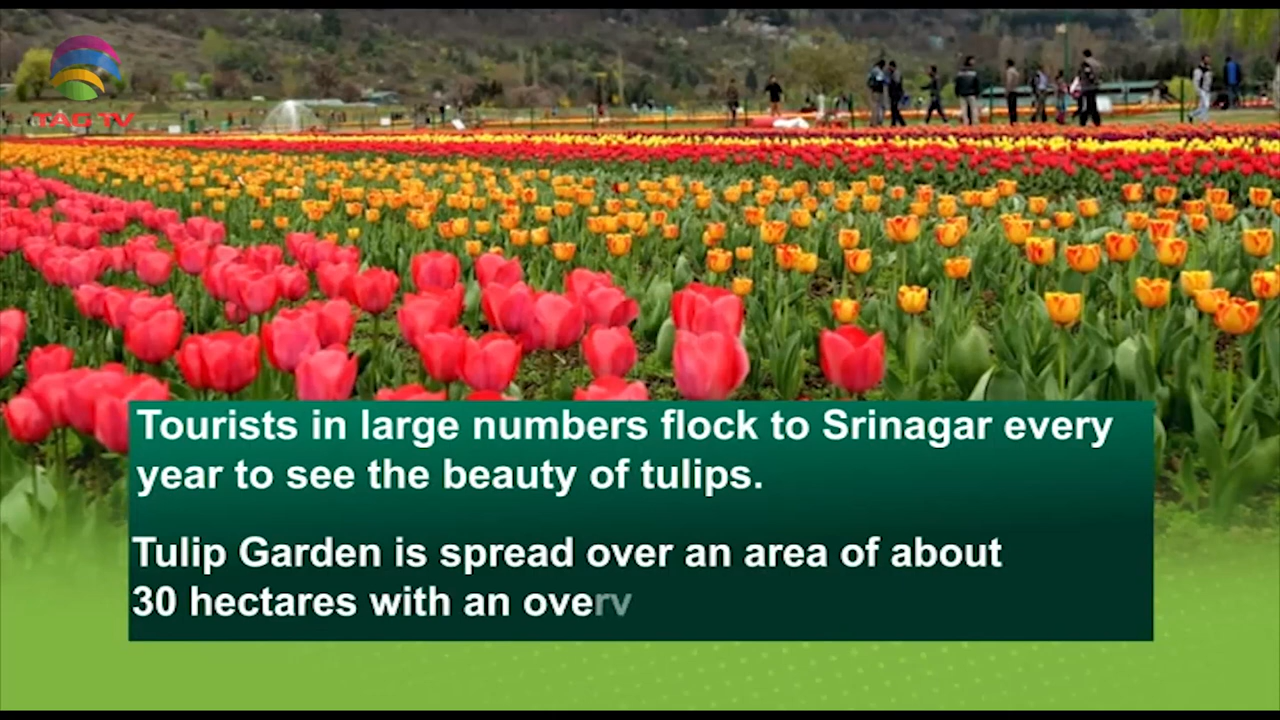 TAG TV
Tourists in large numbers flock to Srinagar every
year to see the beauty of tulips.
Tulip Garden is spread over an area of about
30 hectares with an overv